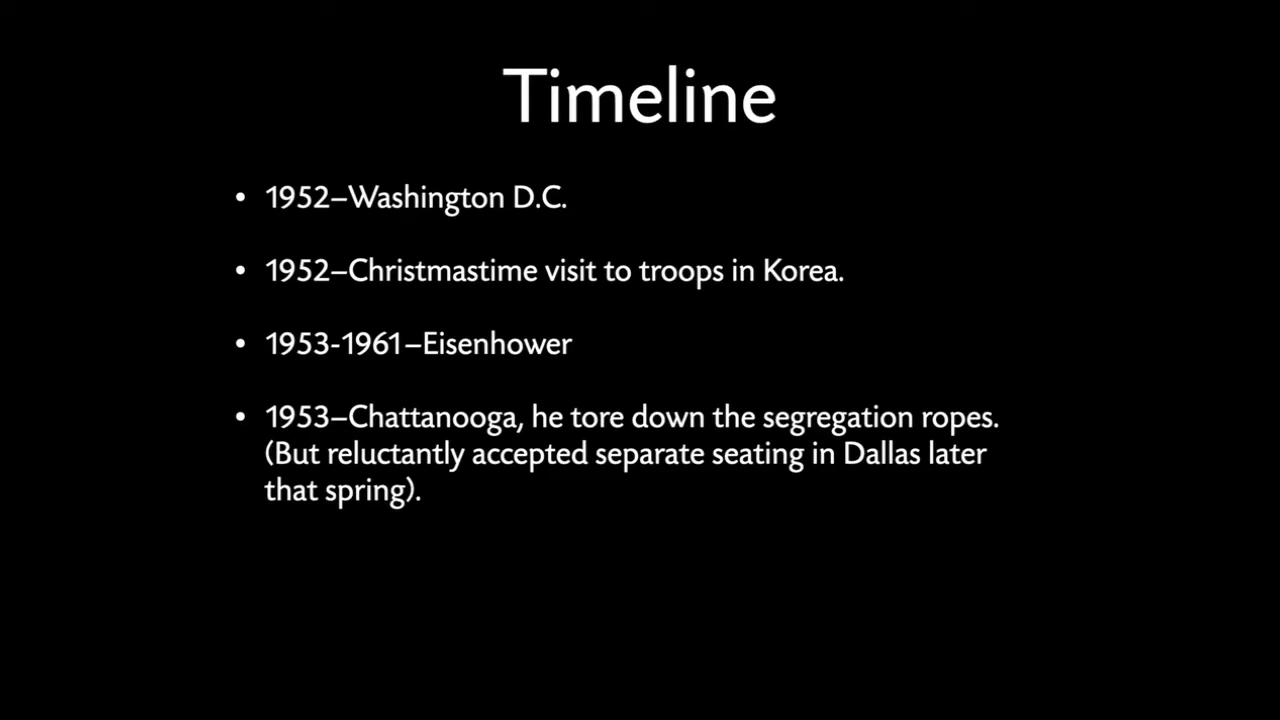 Timeline
• 1952–Washington D.C.
• 1952–Christmastime visit to troops in Korea.
• 1953-1961–Eisenhower
• 1953–Chattanooga, he tore down the segregation ropes.
(But reluctantly accepted separate seating in Dallas later
that spring).